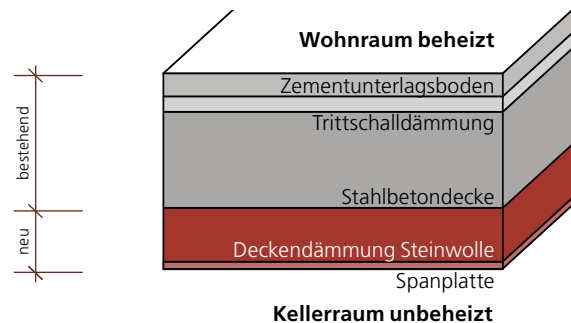 Wohnraum beheizt
Zementunterlagsboden
Trittschalldämmung
Stahlbetondecke
Deckendämmung Steinwolle
Spanplatte
Kellerraum unbeheizt
bestehend
neu